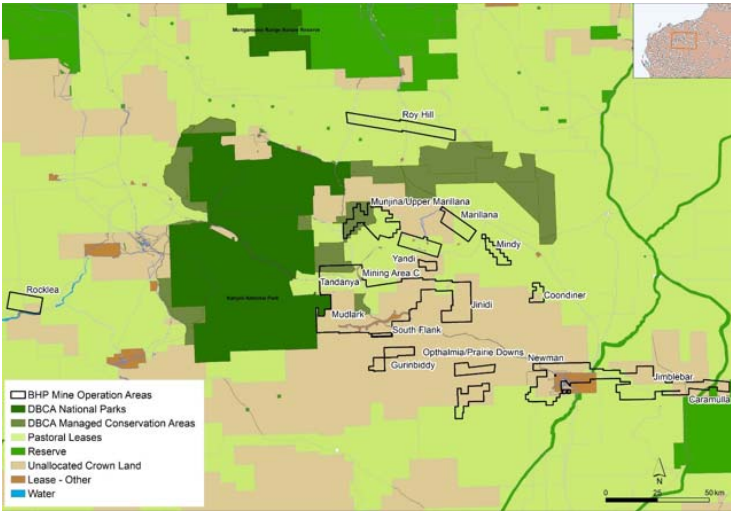 Mungaroona Range Nature Reserve
Roy Hill
Munjina/Upper Marillana
Marillana
Mindy
Yandi
Mining Area C
Tandanya
Rocklea
Karijini National Park
Jinidi
Coondiner
Mudlark
South Flank
Opthalmia/Prairie Downs
Newman
Gurinbiddy
Jimblebar
Caramulla
BHP Mine Operation Areas
DBCA National Parks
DBCA Managed Conservation Areas
Pastoral Leases
Reserve
Unallocated Crown Land
Lease - Other
Water
N
0 25 50 km